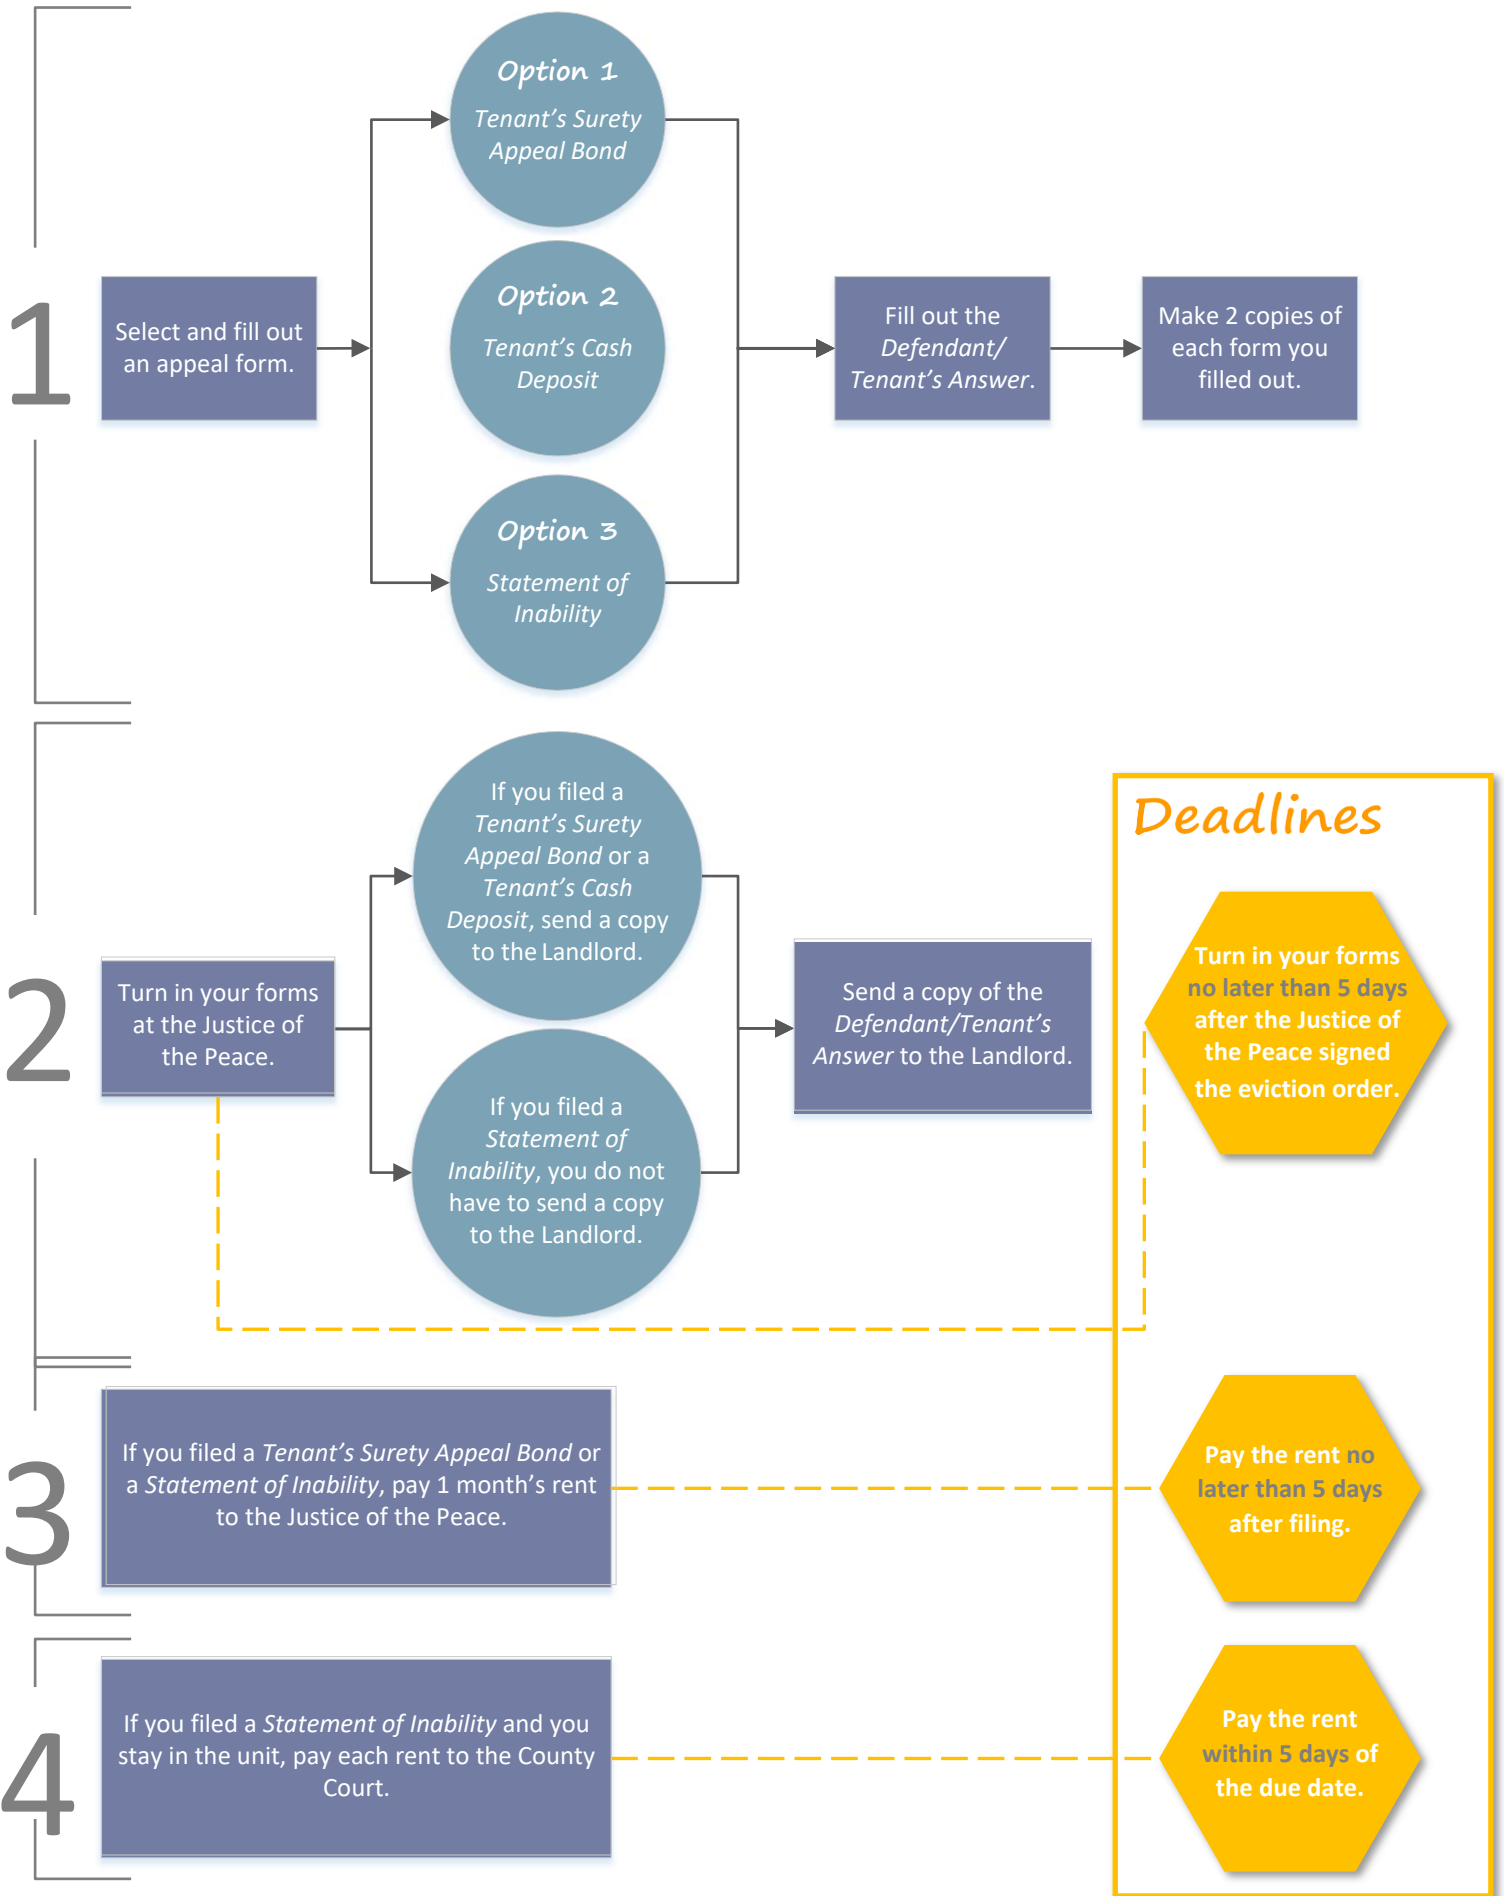 1
Select and fill out
an appeal form.
Option 1
Tenant's Surety
Appeal Bond
Option 2
Tenant's Cash
Deposit
Option 3
Statement of
Inability
Fill out the
Defendant/
Tenant's Answer.
Make 2 copies of
each form you
filled out.
2
Turn in your forms
at the Justice of
the Peace.
If you filed a
Tenant's Surety
Appeal Bond or a
Tenant's Cash
Deposit, send a copy
to the Landlord.
If you filed a
Statement of
Inability, you do not
have to send a copy
to the Landlord.
Send a copy of the
Defendant/Tenant's
Answer to the Landlord.
Deadlines
Turn in your forms
no later than 5 days
after the Justice of
the Peace signed
the eviction order.
3
If you filed a Tenant's Surety Appeal Bond or
a Statement of Inability, pay 1 month's rent
to the Justice of the Peace.
Pay the rent no
later than 5 days
after filing.
4
If you filed a Statement of Inability and you
stay in the unit, pay each rent to the County
Court.
Pay the rent
within 5 days of
the due date.